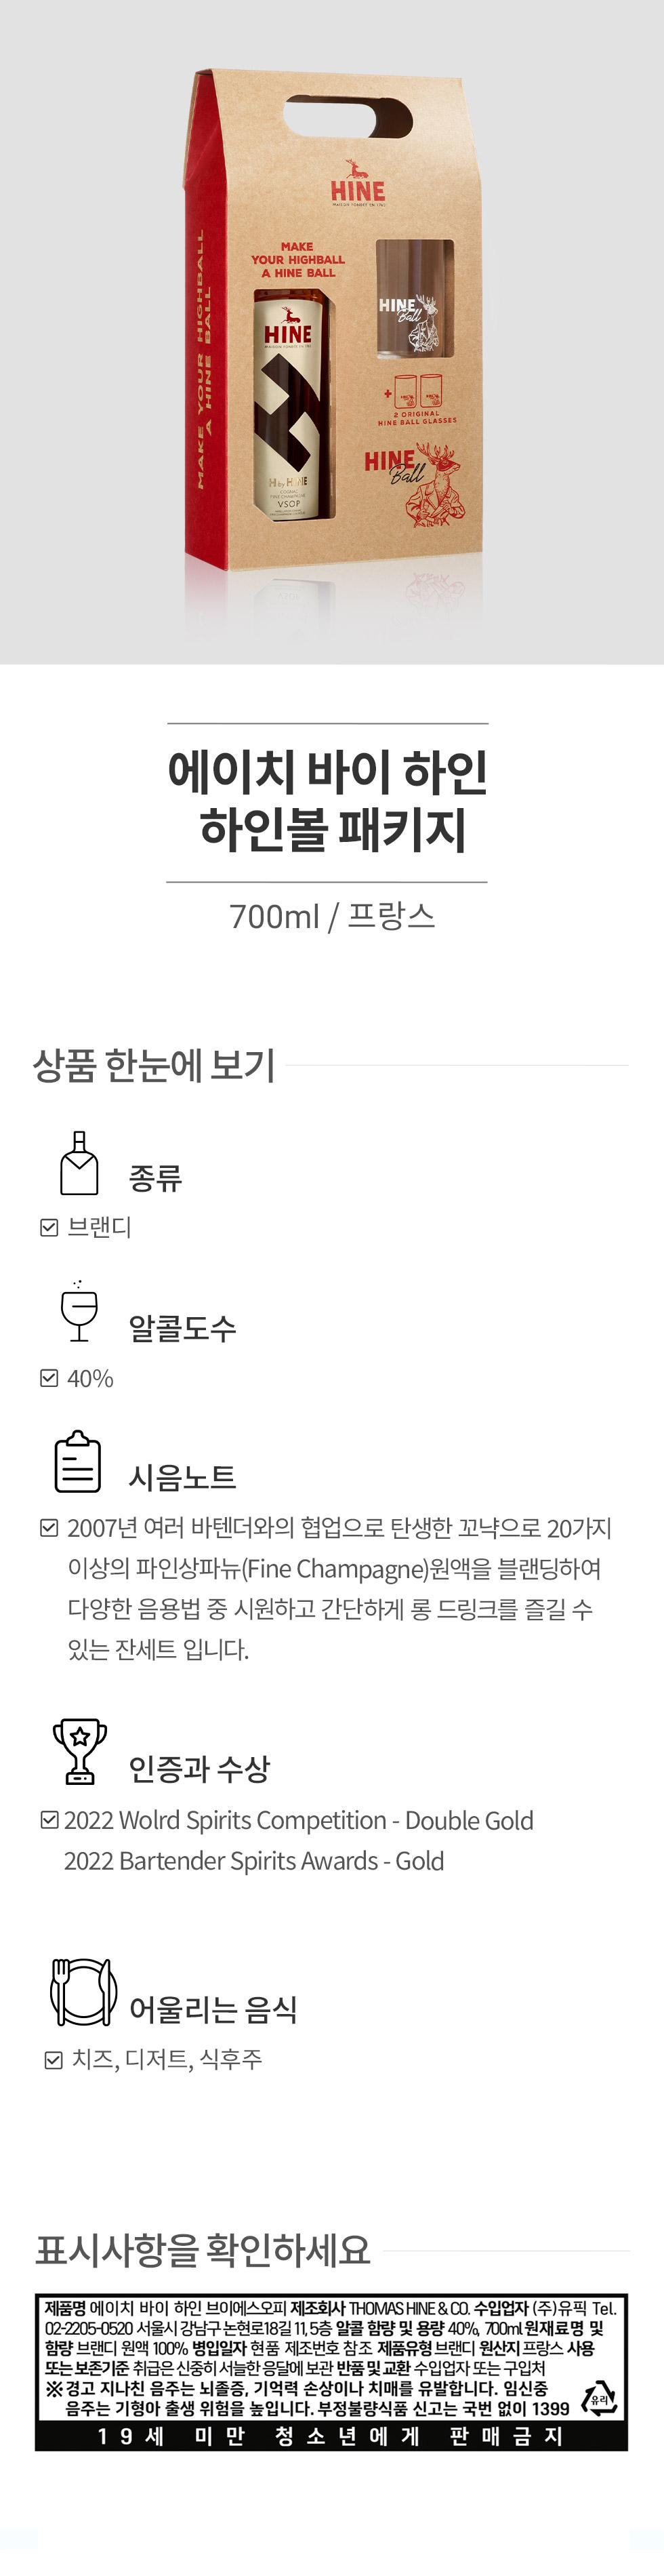 HINE
MAKE
YOUR HIGHBALL
A HINE BALL
MAKE YOUR HIGHBALL
A HINE BALL
HINE
Ball
HINE
H by HINE
COGNAC
FINE CHAMPAGNE
VSOP
+
2 ORIGINAL
HINE BALL GLASSES
HINE
Ball
에이치 바이 하인
하인볼 패키지
700ml / 프랑스
상품 한눈에 보기
종류
브랜디
알콜도수
40%
시음노트
2007년 여러 바텐더와의 협업으로 탄생한 꼬냑으로 20가지
이상의 파인샹파뉴(Fine Champagne)원액을 블랜딩하여
다양한 음용법 중 시원하고 간단하게 롱 드링크를 즐길 수
있는 잔세트 입니다.
인증과 수상
2022 Wolrd Spirits Competition - Double Gold
2022 Bartender Spirits Awards - Gold
어울리는 음식
치즈, 디저트, 식후주
표시사항을 확인하세요
제품명 에이치 바이 하인 브이에스오피 제조회사 THOMAS HINE & CO. 수입업자 (주)유픽 Tel.
02-2205-0520 서울시 강남구 논현로18길 11, 5층 알콜 함량 및 용량 40%, 700ml 원재료명 및
함량 브랜디 원액 100% 병입일자 현품 제조번호 참조 제품유형 브랜디 원산지 프랑스 사용
또는 보존기준 취급은 신중히 서늘한 응달에 보관 반품 및 교환 수입업자 또는 구입처
※경고 지나친 음주는 뇌졸중, 기억력 손상이나 치매를 유발합니다. 임신중
음주는 기형아 출생 위험을 높입니다. 부정불량식품 신고는 국번 없이 1399
유리
19세 미만 청소년에게 판매금지